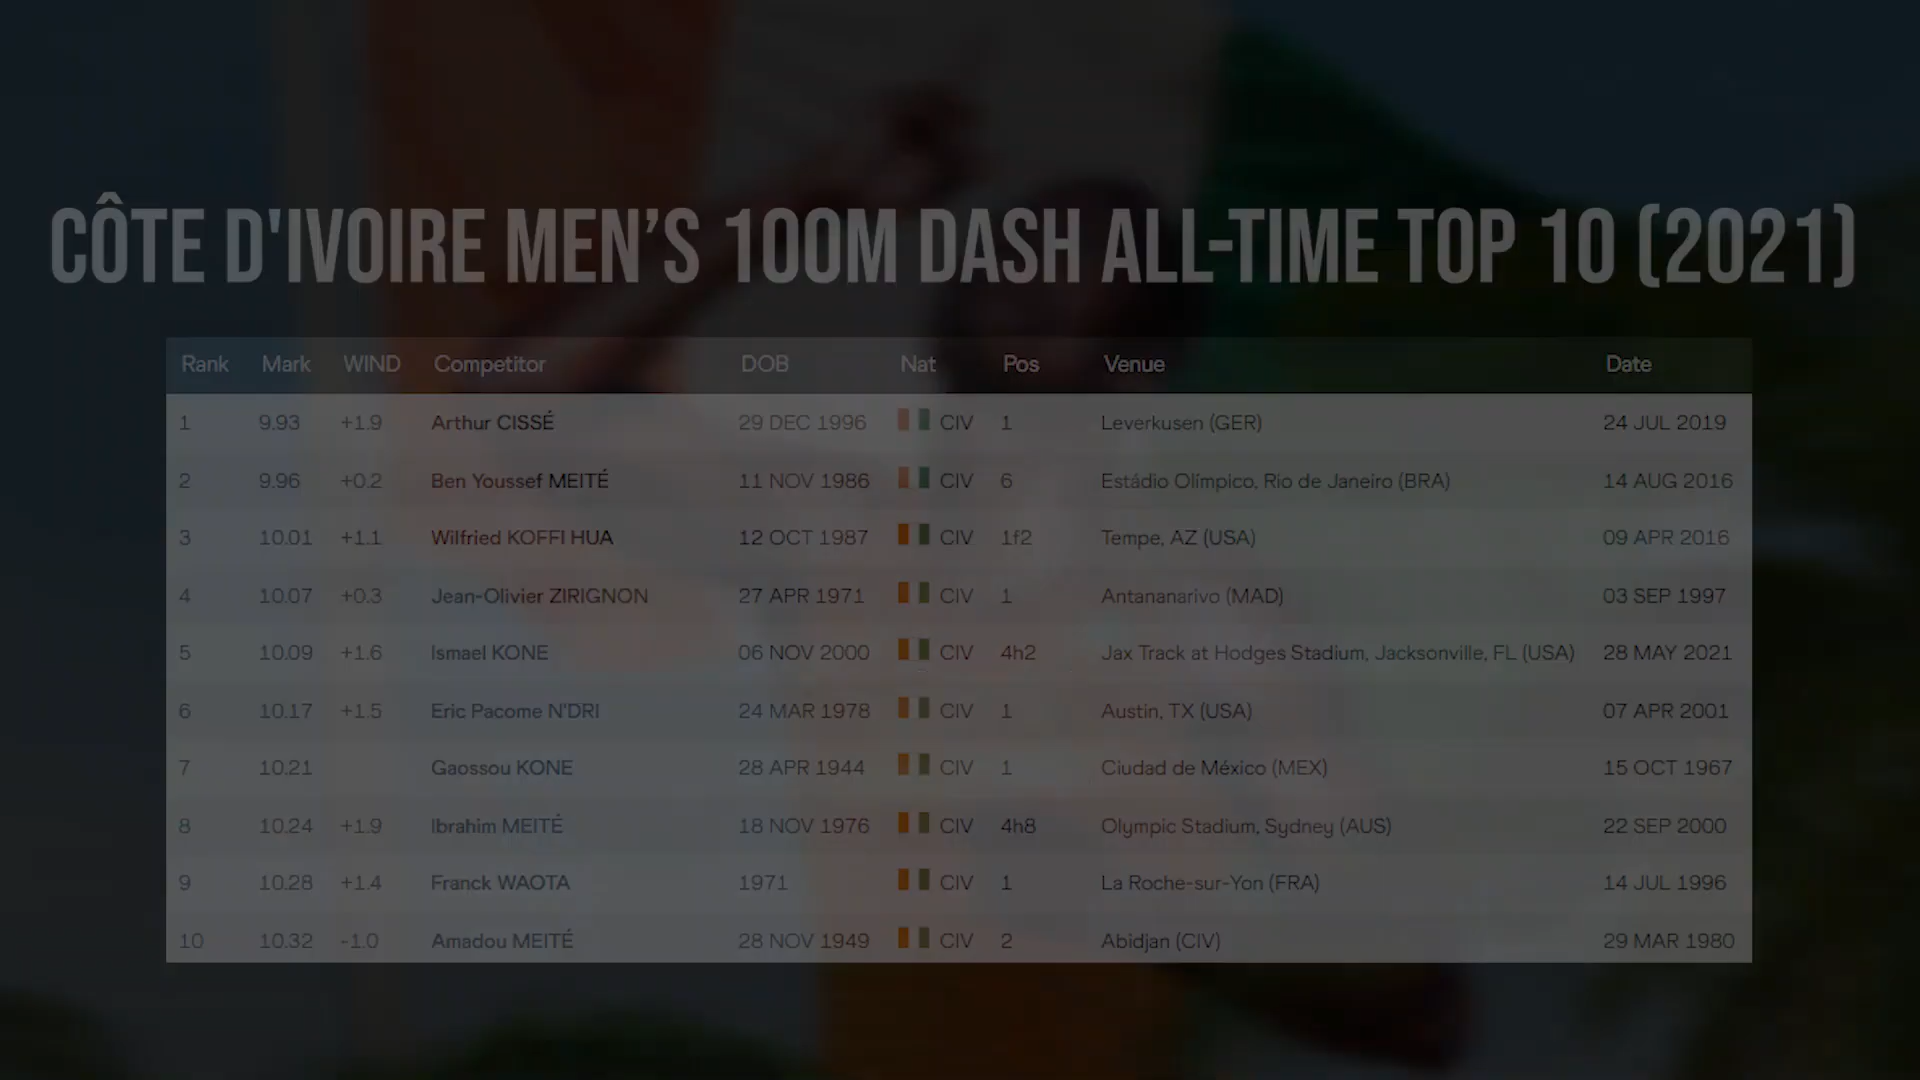 CÔTE D'IVOIRE MEN’S 100M DASH ALL-TIME TOP 10 (2021)
Rank Mark WIND Competitor DOB Nat Pos Venue Date
1 9.93 +1.9 Arthur CISSÉ 29 DEC 1996 CIV 1 Leverkusen (GER) 24 JUL 2019
2 9.96 +0.2 Ben Youssef MEITÉ 11 NOV 1986 CIV 6 Estádio Olímpico, Rio de Janeiro (BRA) 14 AUG 2016
3 10.01 +1.1 Wilfried KOFFI HUA 12 OCT 1987 CIV 1f2 Tempe, AZ (USA) 09 APR 2016
4 10.07 +0.3 Jean-Olivier ZIRIGNON 27 APR 1971 CIV 1 Antananarivo (MAD) 03 SEP 1997
5 10.09 +1.6 Ismael KONE 06 NOV 2000 CIV 4h2 Jax Track at Hodges Stadium, Jacksonville, FL (USA) 28 MAY 2021
6 10.17 +1.5 Eric Pacome N'DRI 24 MAR 1978 CIV 1 Austin, TX (USA) 07 APR 2001
7 10.21 Gaossou KONE 28 APR 1944 CIV 1 Ciudad de México (MEX) 15 OCT 1967
8 10.24 +1.9 Ibrahim MEITÉ 18 NOV 1976 CIV 4h8 Olympic Stadium, Sydney (AUS) 22 SEP 2000
9 10.28 +1.4 Franck WAOTA 1971 CIV 1 La Roche-sur-Yon (FRA) 14 JUL 1996
10 10.32 -1.0 Amadou MEITÉ 28 NOV 1949 CIV 2 Abidjan (CIV) 29 MAR 1980